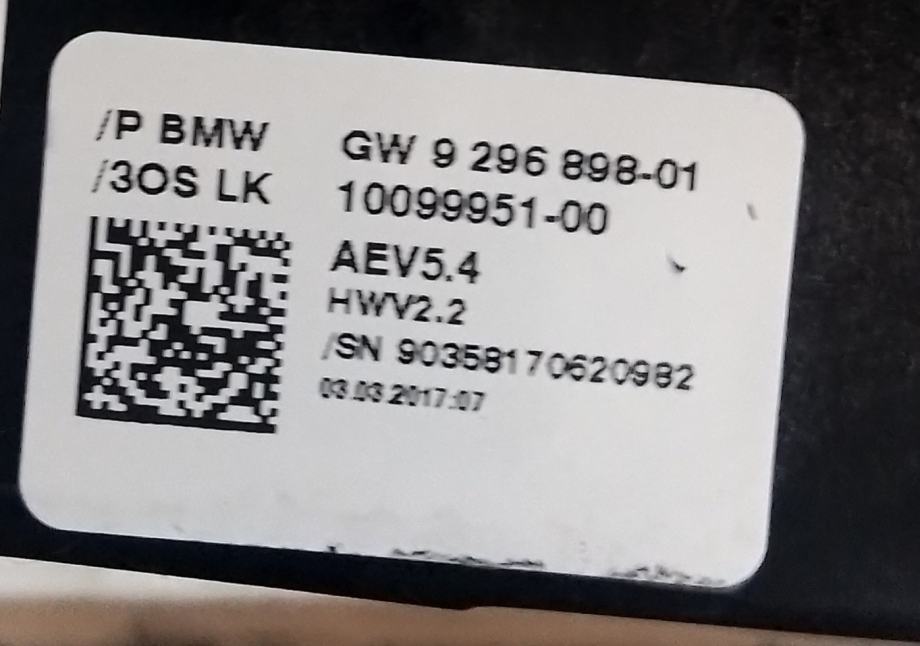 /P BMW GW 9 296 898-01
/3OS LK 10099951-00
AEV5.4
HWV2.2
/SN 90358170620982
03.03.2017:07